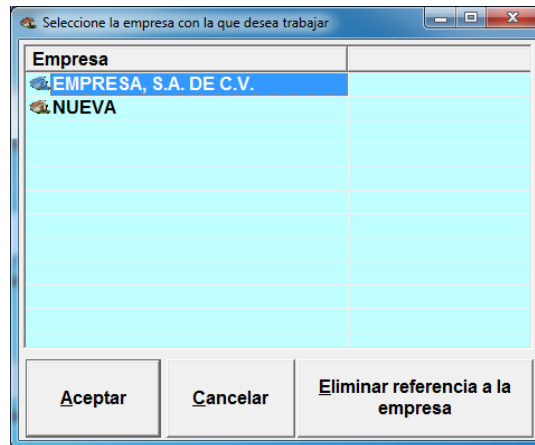 Seleccione la empresa con la que desea trabajar
Empresa
EMPRESA, S.A. DE C.V.
NUEVA
Aceptar
Cancelar
Eliminar referencia a la
empresa